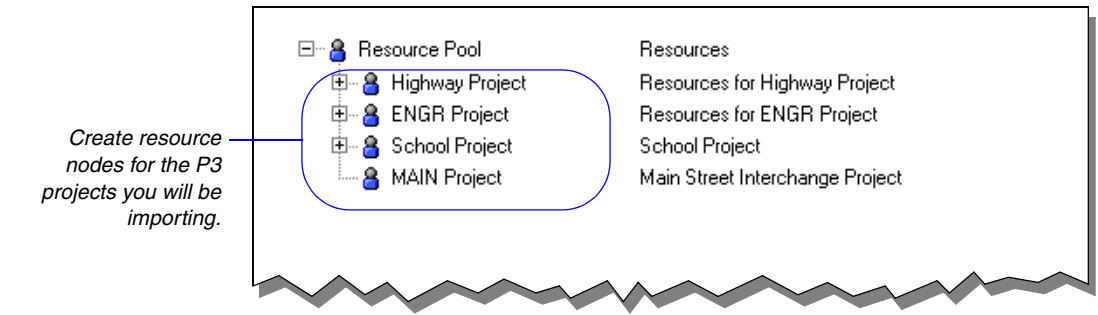 Resource Pool Resources
Highway Project Resources for Highway Project
ENGR Project Resources for ENGR Project
School Project School Project
MAIN Project Main Street Interchange Project
Create resource
nodes for the P3
projects you will be
importing.